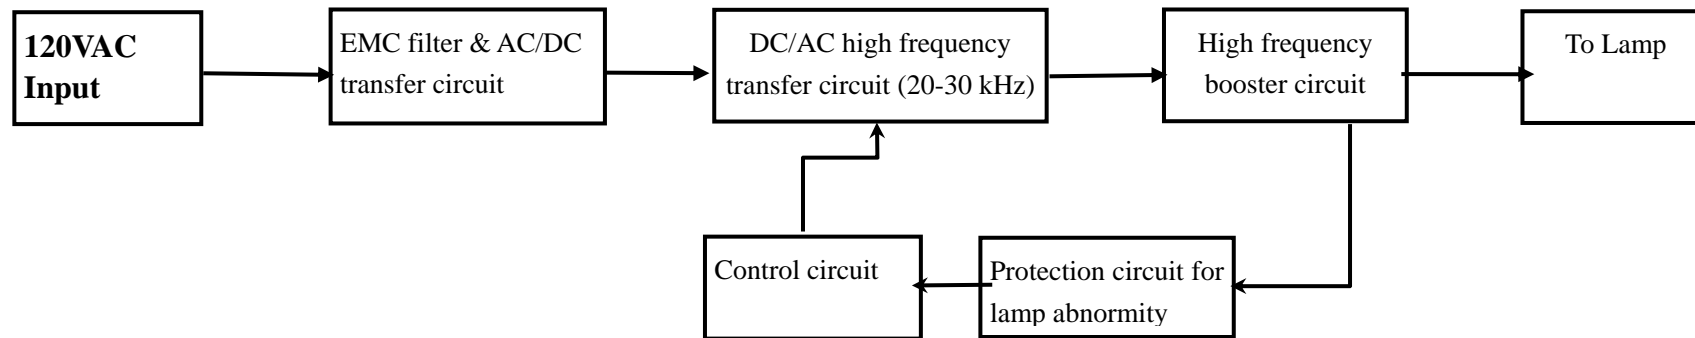 120VAC
Input
EMC filter & AC/DC
transfer circuit
DC/AC high frequency
transfer circuit (20-30 kHz)
High frequency
booster circuit
To Lamp
Control circuit
Protection circuit for
lamp abnormity